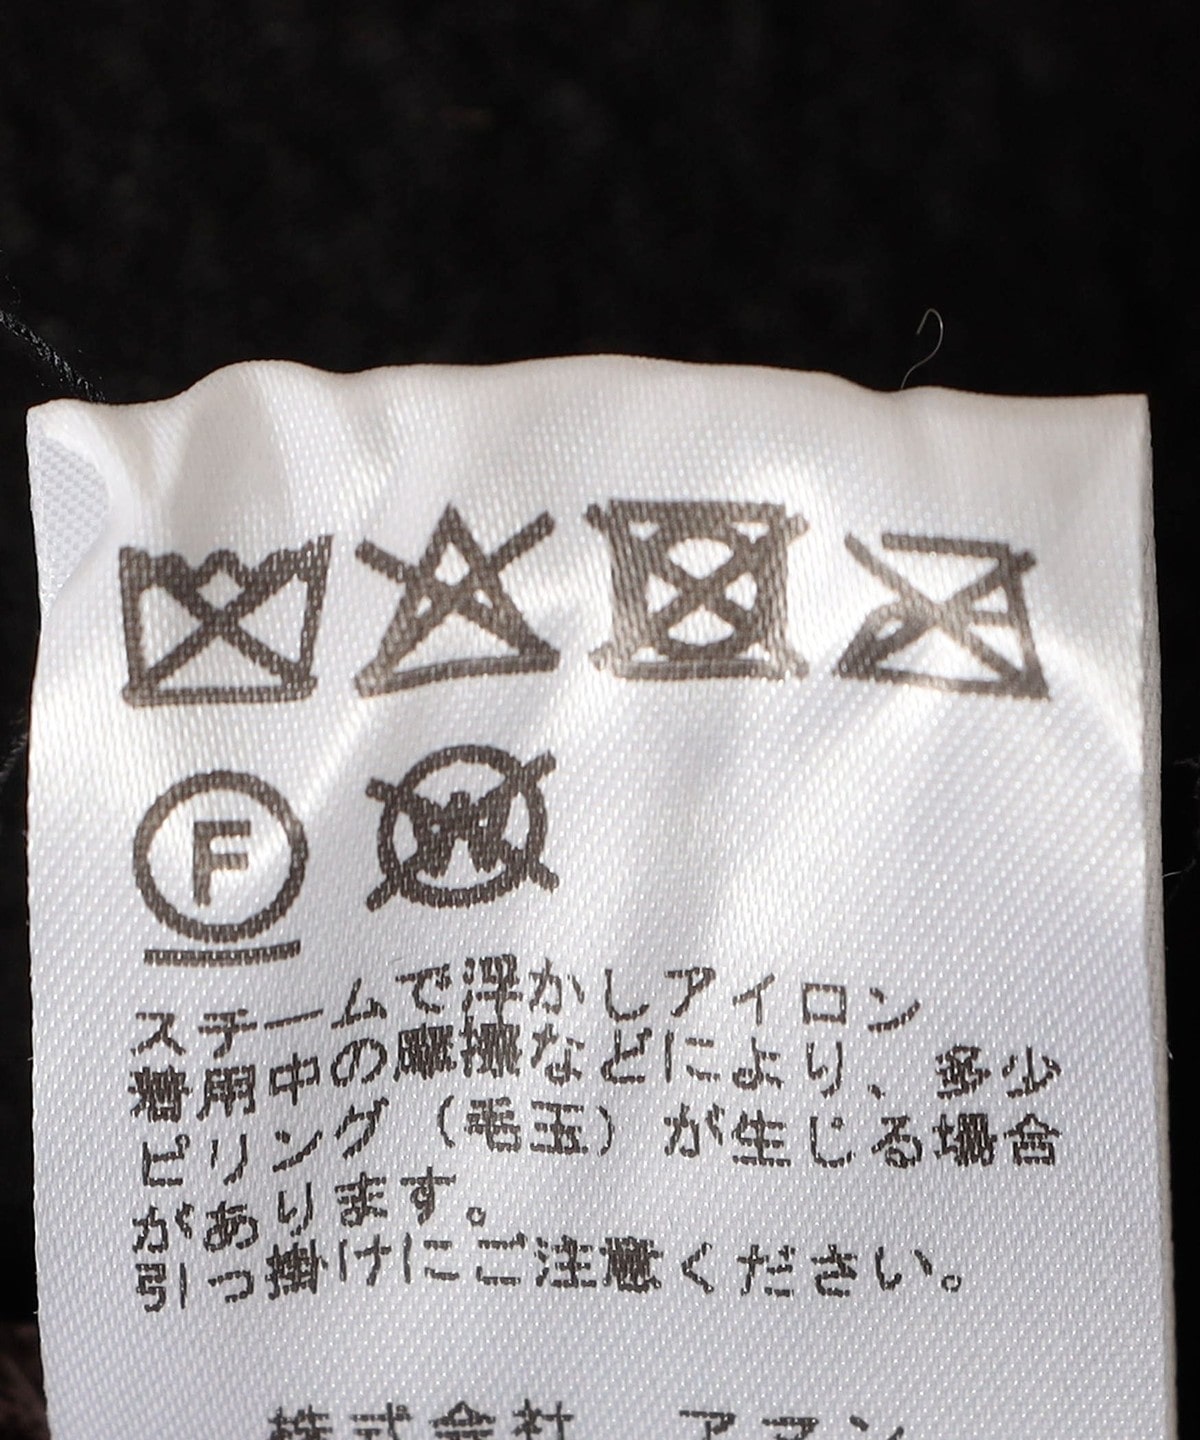 F
W
スチームで浮かしアイロン
着用中の摩擦などにより、多少
ピリング(毛玉)が生じる場合
があります。
引っ掛けにご注意ください。
株式会社